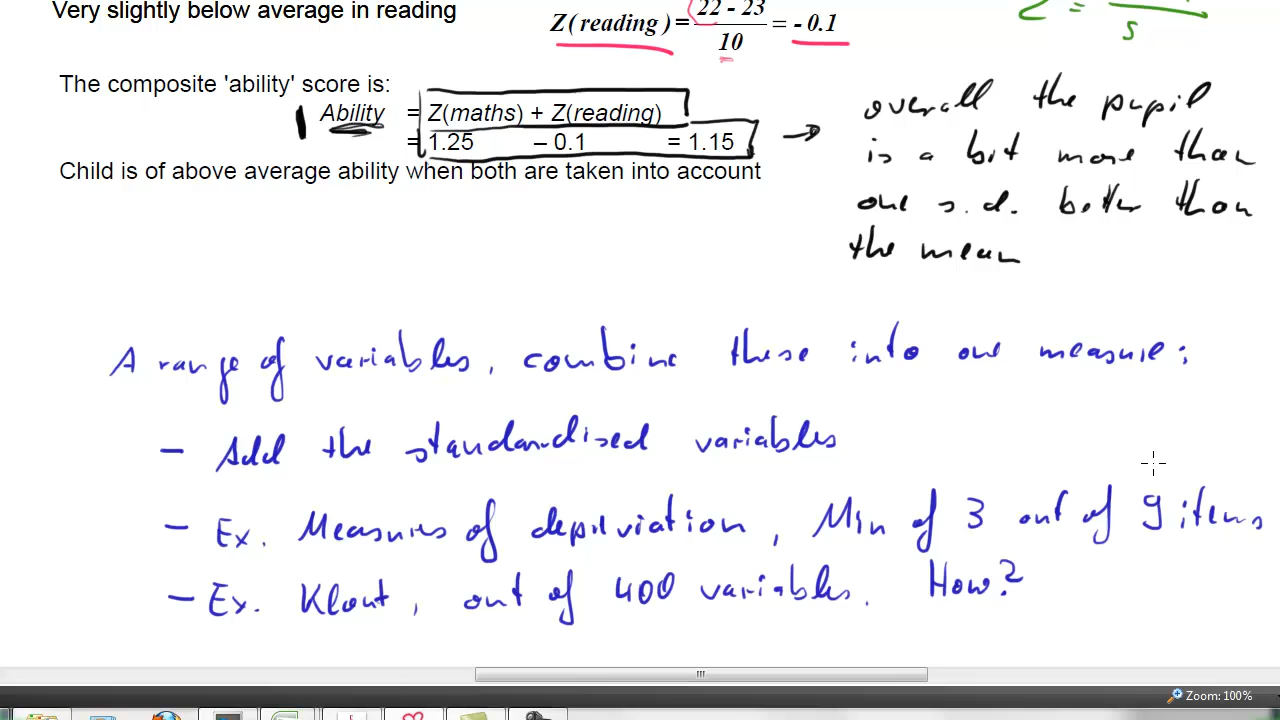 Very slightly below average in reading
Z(reading) = 22 - 23 / 10 = - 0.1
= s
The composite 'ability' score is:
Ability = Z(maths) + Z(reading)
= 1.25 – 0.1 = 1.15
Child is of above average ability when both are taken into account
→ overall the pupil
is a bit more than
one s.d. better than
the mean
A range of variables, combine these into one measure:
- Add the standardised variables
- Ex. Measures of deprivation, Min of 3 out of 9 items
- Ex. Klout, out of 400 variables. How?
Zoom: 100%